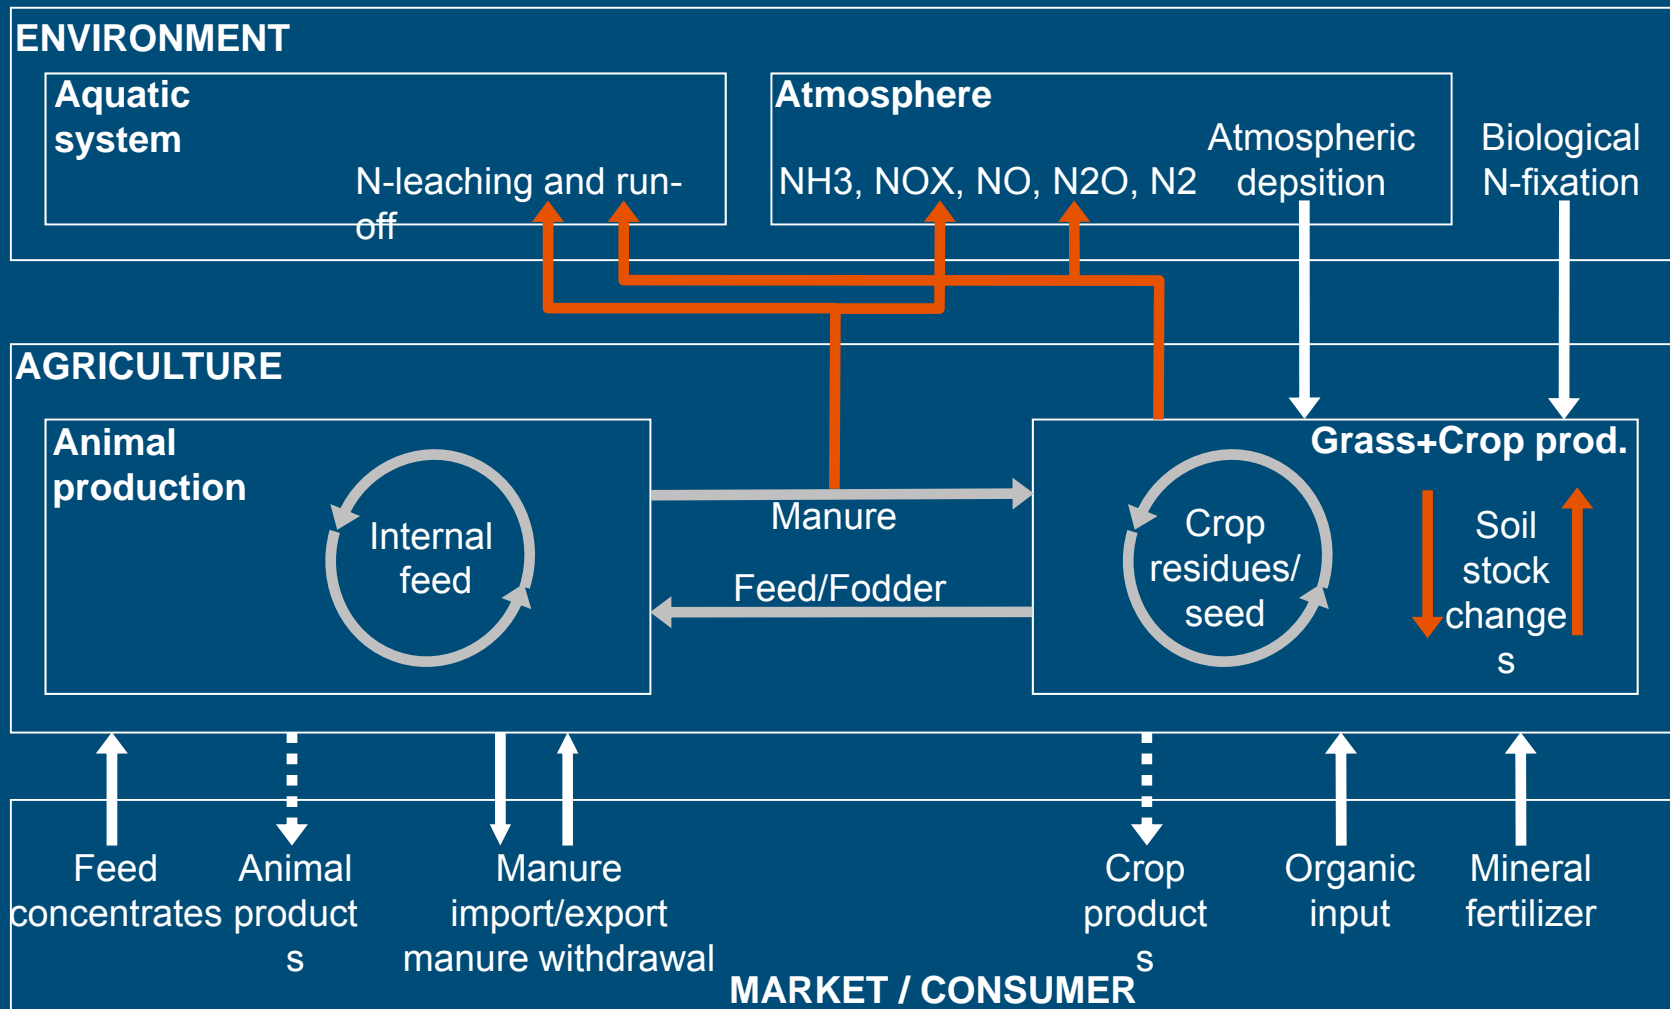 ENVIRONMENT
Aquatic
system
N-leaching and run-
off
Atmosphere
NH3, NOX, NO, N2O, N2
Atmospheric
depsition
Biological
N-fixation
AGRICULTURE
Animal
production
Internal
feed
Manure
Feed/Fodder
Grass+Crop prod.
Crop
residues/
seed
Soil
stock
change
s
Feed
concentrates
Animal
product
s
Manure
import/export
manure withdrawal
Crop
product
s
Organic
input
Mineral
fertilizer
MARKET / CONSUMER